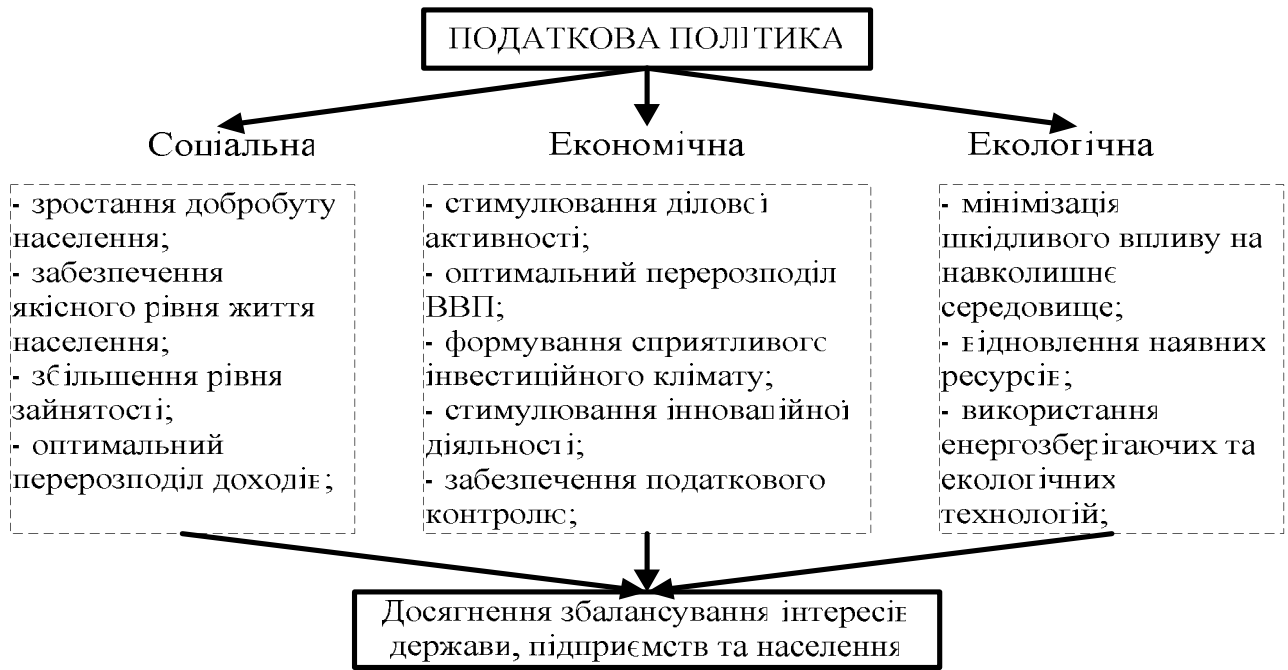 ПОДАТКОВА ПОЛІТИКА
Соціальна
- зростання добробуту
населення;
- забезпечення
якісного рівня життя
населення;
- збільшення рівня
зайнятості;
- оптимальний
перерозподіл доходів;
Економічна
- стимулювання ділової
активності;
- оптимальний перерозподіл
ВВП;
- формування сприятливого
інвестиційного клімату;
- стимулювання інноваційної
діяльності;
- забезпечення податкового
контролю;
Екологічна
- мінімізація
шкідливого впливу на
навколишнє
середовище;
- відновлення наявних
ресурсів;
- використання
енергозберігаючих та
екологічних
технологій;
Досягнення збалансування інтересів
держави, підприємств та населення